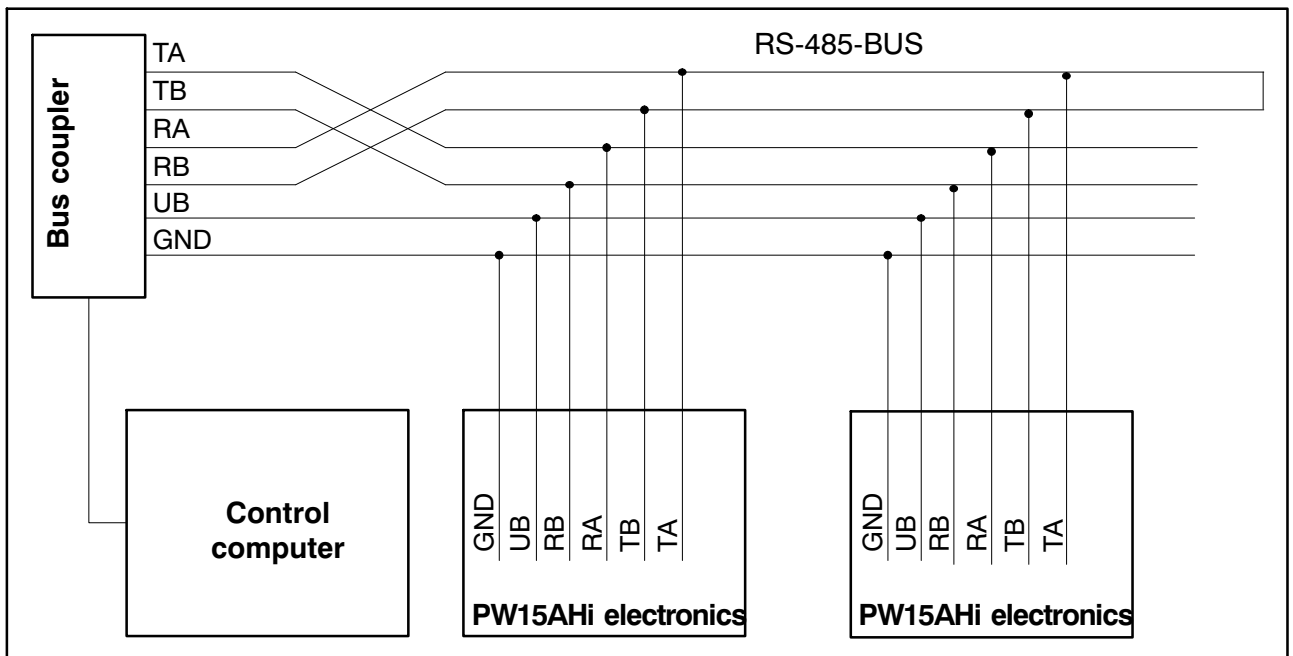 RS-485-BUS
Bus coupler
TA
TB
RA
RB
UB
GND
Control
computer
GND
UB
RB
RA
TB
TA
PW15AHi electronics
GND
UB
RB
RA
TB
TA
PW15AHi electronics